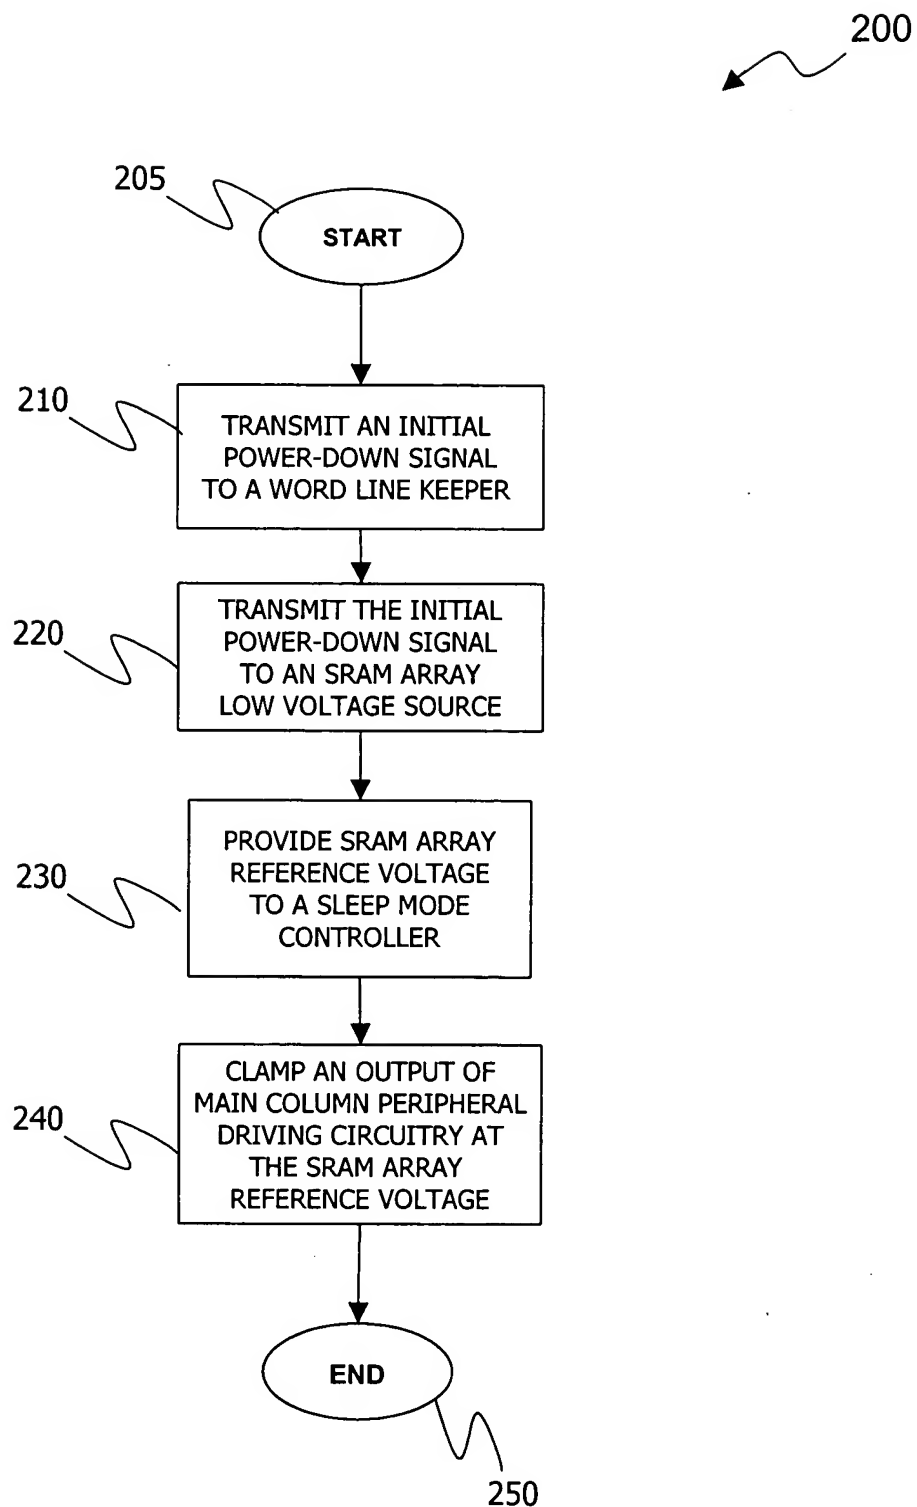 200
205
START
210
TRANSMIT AN INITIAL
POWER-DOWN SIGNAL
TO A WORD LINE KEEPER
220
TRANSMIT THE INITIAL
POWER-DOWN SIGNAL
TO AN SRAM ARRAY
LOW VOLTAGE SOURCE
230
PROVIDE SRAM ARRAY
REFERENCE VOLTAGE
TO A SLEEP MODE
CONTROLLER
240
CLAMP AN OUTPUT OF
MAIN COLUMN PERIPHERAL
DRIVING CIRCUITRY AT
THE SRAM ARRAY
REFERENCE VOLTAGE
END
250